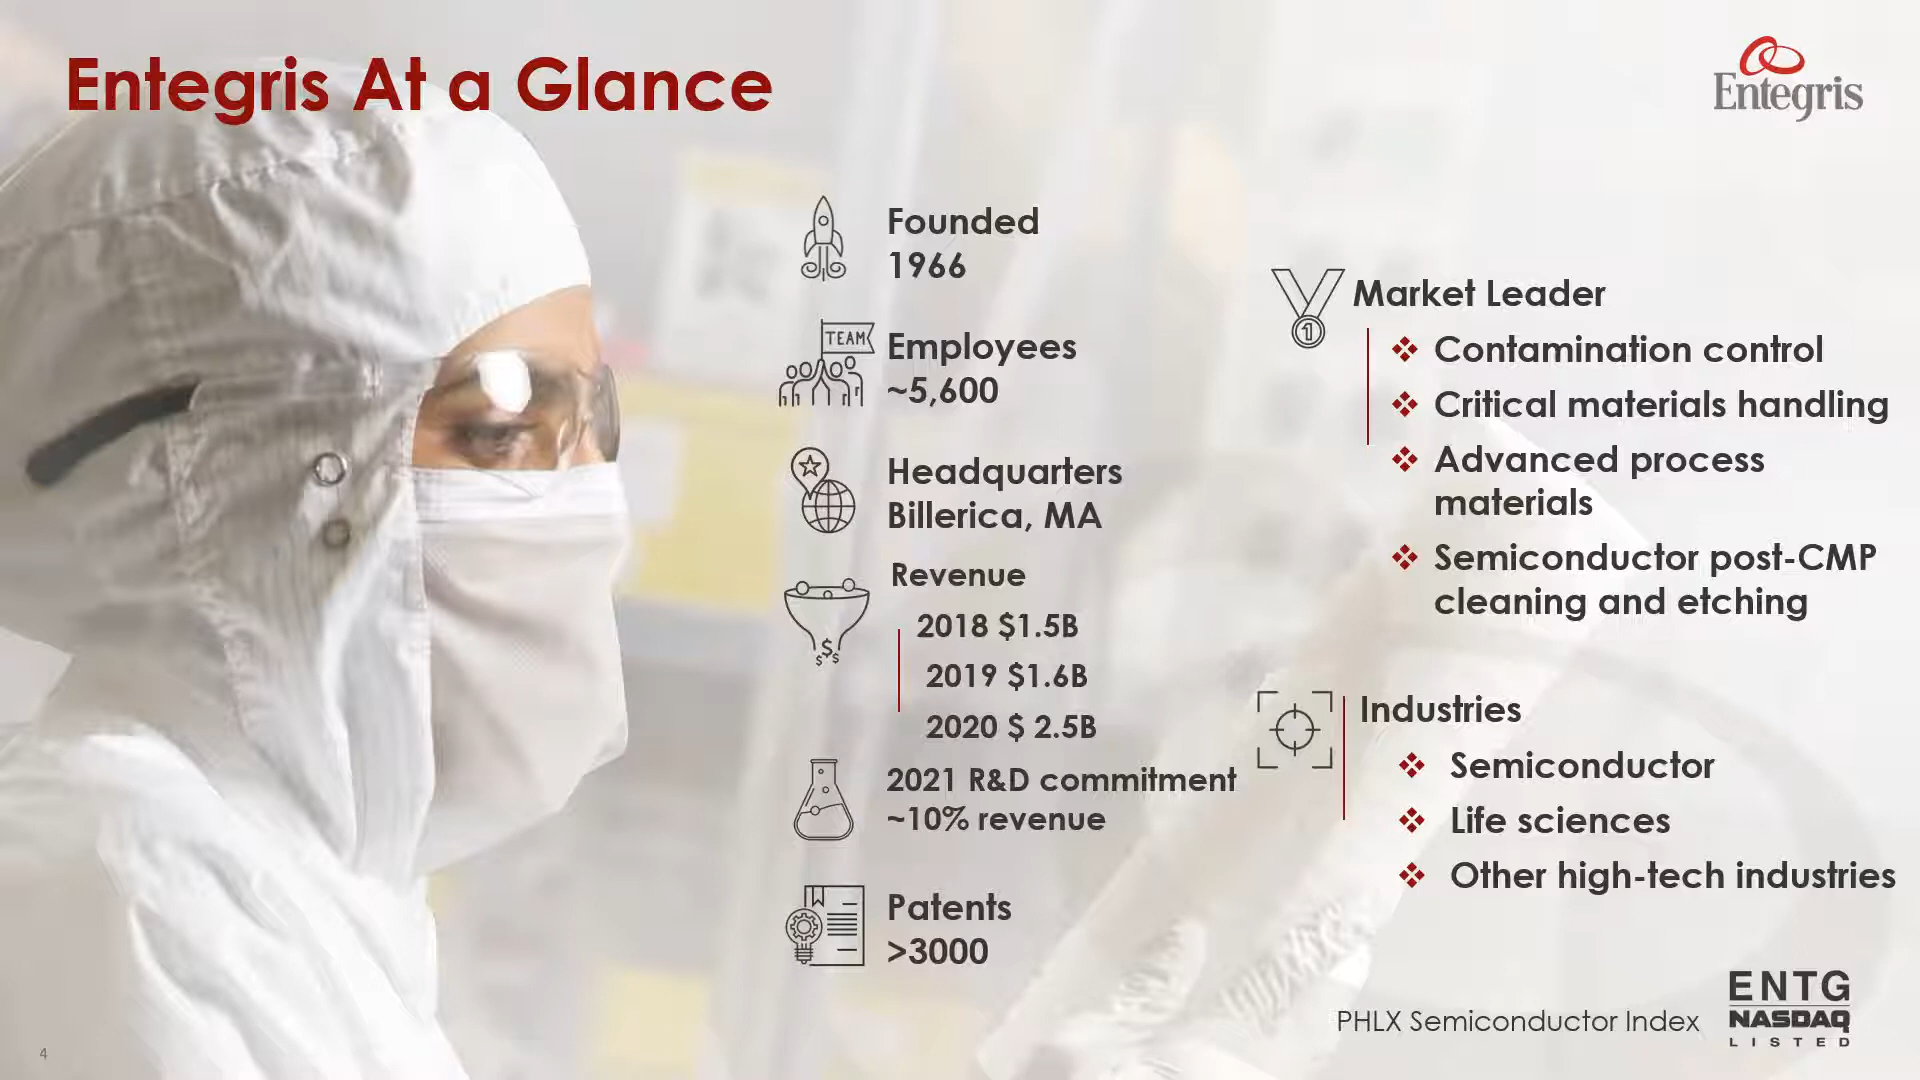 Entegris At a Glance
Entegris
Founded
1966
TEAM
Employees
~5,600
Headquarters
Billerica, MA
Revenue
2018 $1.5B
2019 $1.6B
2020 $ 2.5B
$
$ $
2021 R&D commitment
~10% revenue
Patents
>3000
1
Market Leader
Contamination control
Critical materials handling
Advanced process
materials
Semiconductor post-CMP
cleaning and etching
Industries
Semiconductor
Life sciences
Other high-tech industries
PHLX Semiconductor Index
ENTG
NASDAQ
LISTED
4